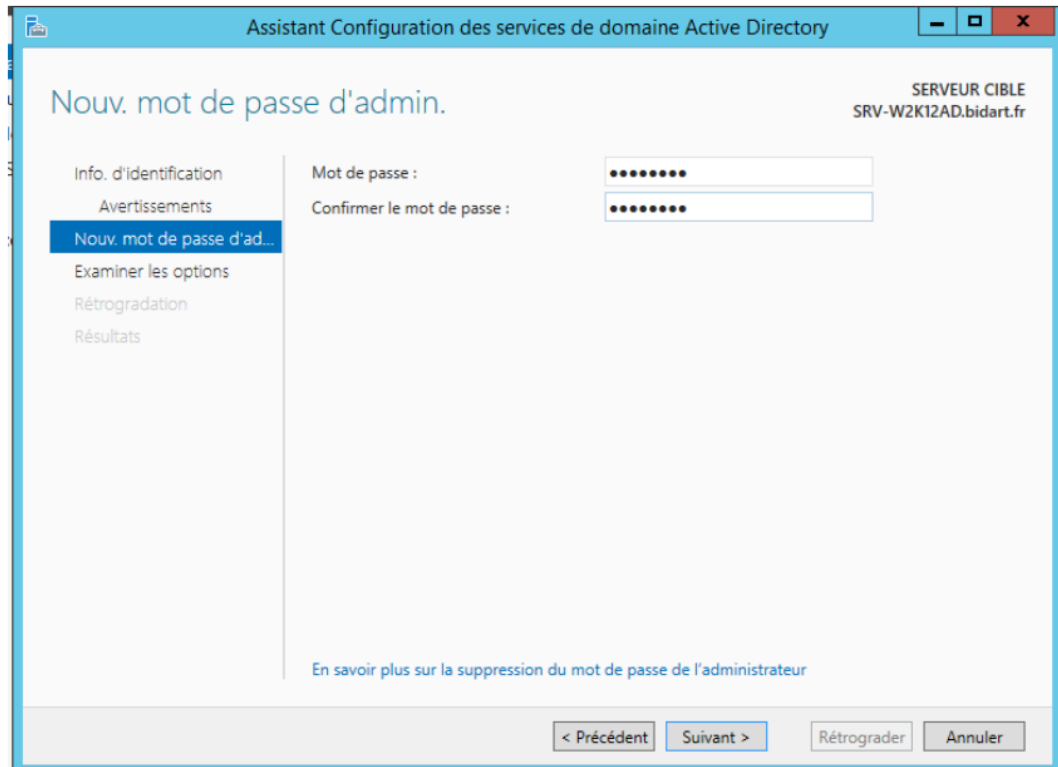 Assistant Configuration des services de domaine Active Directory
Nouv. mot de passe d'admin.
SERVEUR CIBLE
SRV-W2K12AD.bidart.fr
Info. d'identification
Avertissements
Nouv. mot de passe d'ad...
Examiner les options
Rétrogradation
Résultats
Mot de passe : ••••••••
Confirmer le mot de passe : ••••••••
En savoir plus sur la suppression du mot de passe de l'administrateur
< Précédent Suivant > Rétrograder Annuler